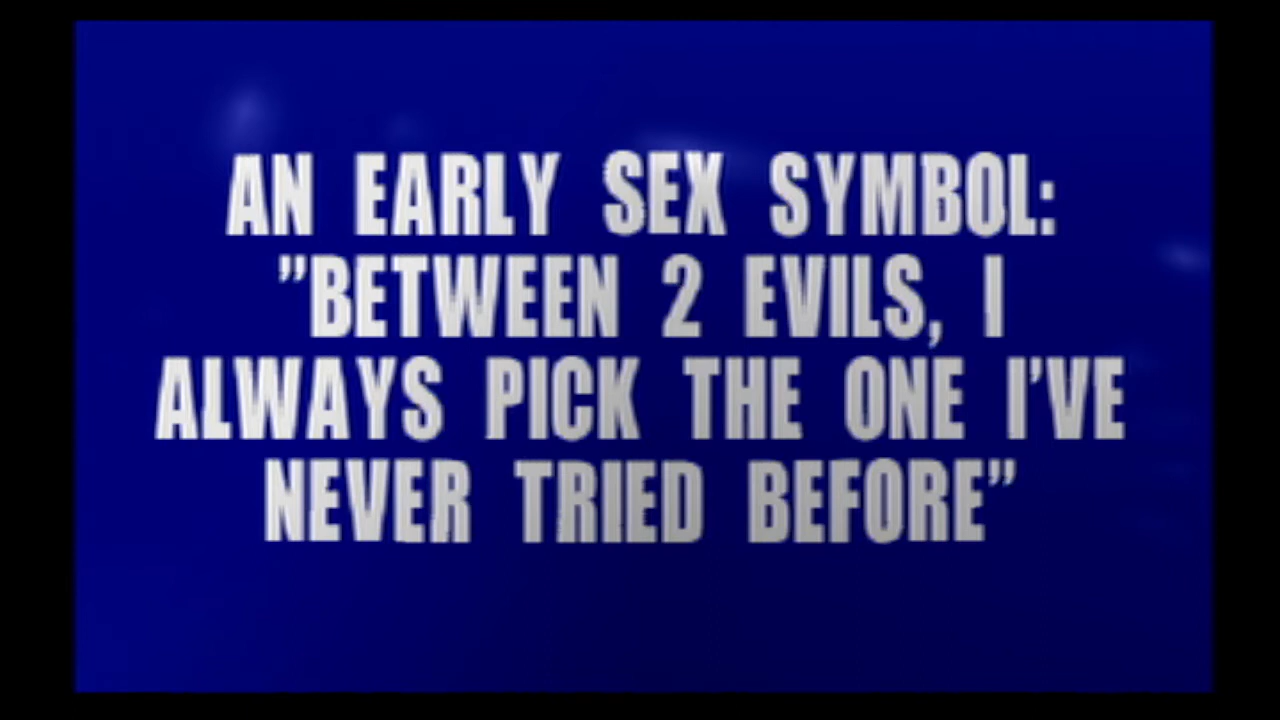 AN EARLY SEX SYMBOL:
”BETWEEN 2 EVILS, I
ALWAYS PICK THE ONE I’VE
NEVER TRIED BEFORE”